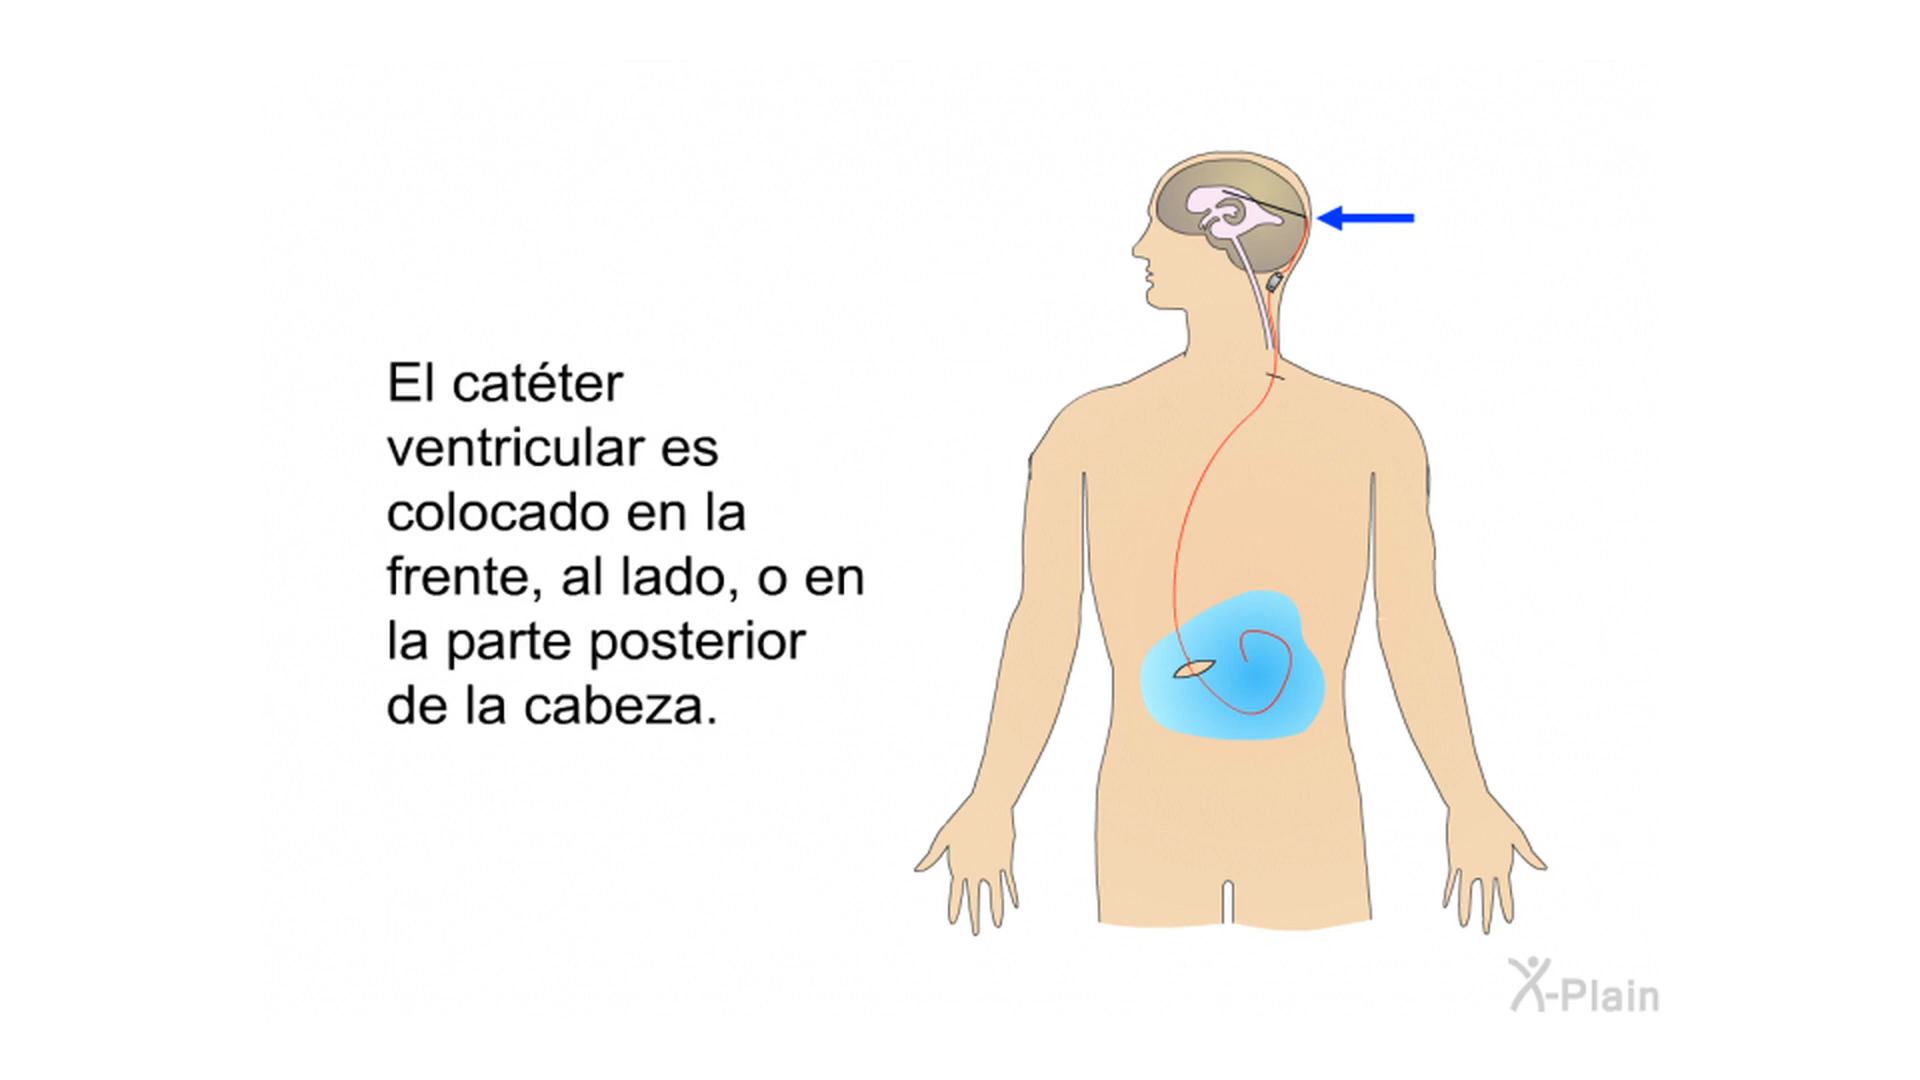 El catéter
ventricular es
colocado en la
frente, al lado, o en
la parte posterior
de la cabeza.
X-Plain